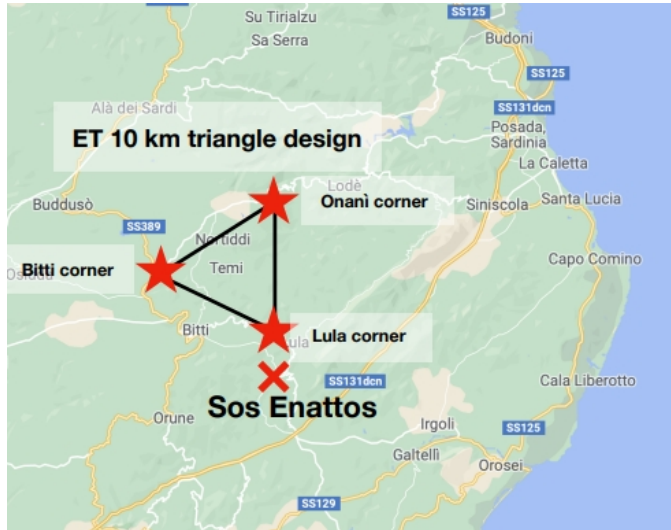 SS125
Su Tirialzu
Sa Serra
Budoni
SS125
Alà dei Sardi
SS131dcn
ET 10 km triangle design
Posada,
Sardinia
La Caletta
Lodè
Buddusò
Onanì corner
Siniscola
Santa Lucia
SS389
Temi
Bitti corner
Capo Comino
Bitti
Lula corner
SS131dcn
Cala Liberotto
Sos Enattos
Orune
Irgoli
SS125
Galtellì
Orosei
SS129